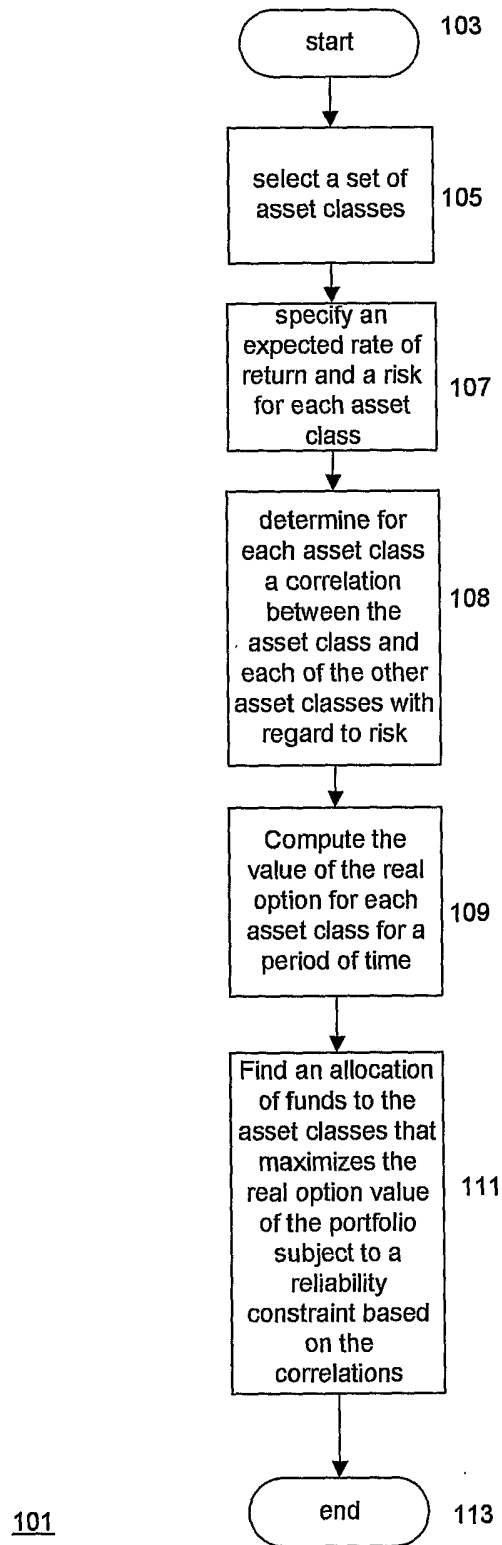 103
start
select a set of
asset classes
105
specify an
expected rate of
return and a risk
for each asset
class
107
determine for
each asset class
a correlation
between the
asset class and
each of the other
asset classes with
regard to risk
108
Compute the
value of the real
option for each
asset class for a
period of time
109
Find an allocation
of funds to the
asset classes that
maximizes the
real option value
of the portfolio
subject to a
reliability
constraint based
on the
correlations
111
end
113
101